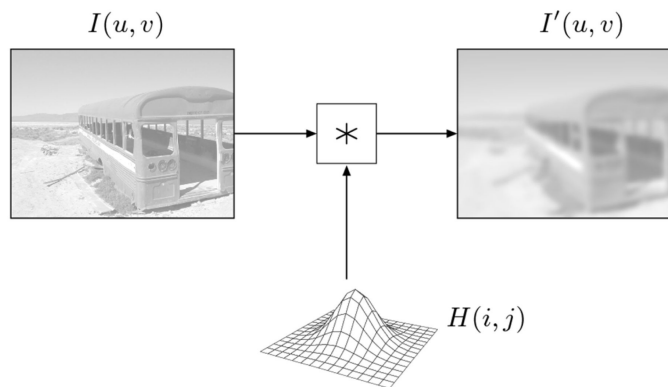 I(u, v)
I′(u, v)
∗
H(i, j)